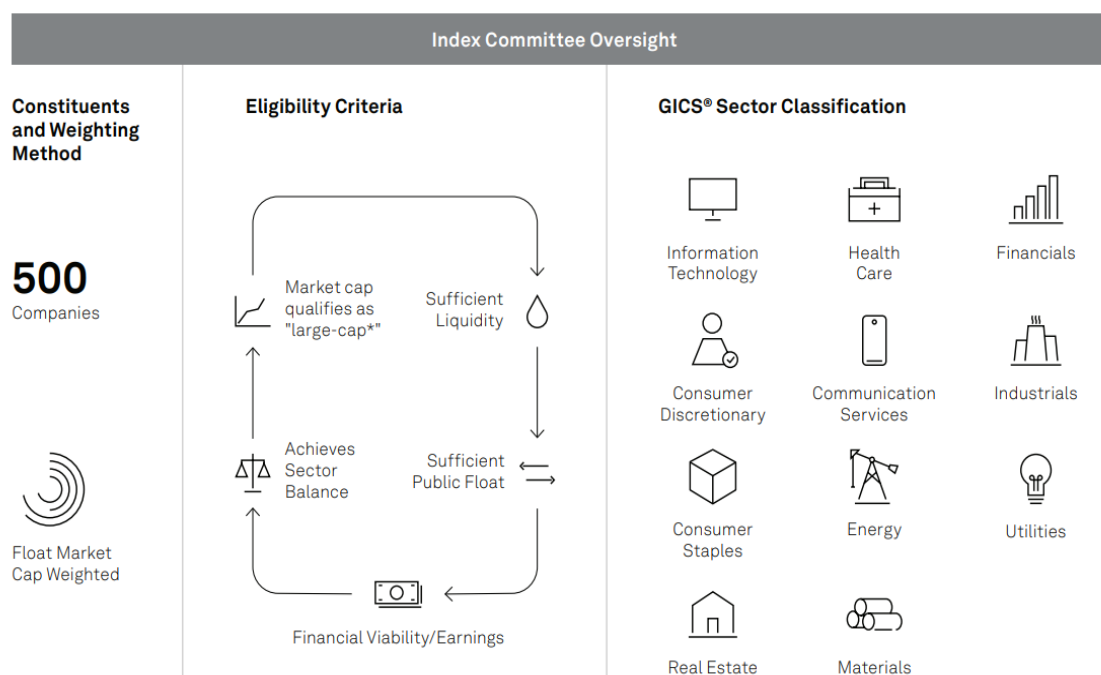 Index Committee Oversight
Constituents
and Weighting
Method
500
Companies
Float Market
Cap Weighted
Eligibility Criteria
Market cap
qualifies as
"large-cap*"
Sufficient
Liquidity
Achieves
Sector
Balance
Sufficient
Public Float
Financial Viability/Earnings
GICS® Sector Classification
Information
Technology
Health
Care
Financials
Consumer
Discretionary
Communication
Services
Industrials
Consumer
Staples
Energy
Utilities
Real Estate
Materials